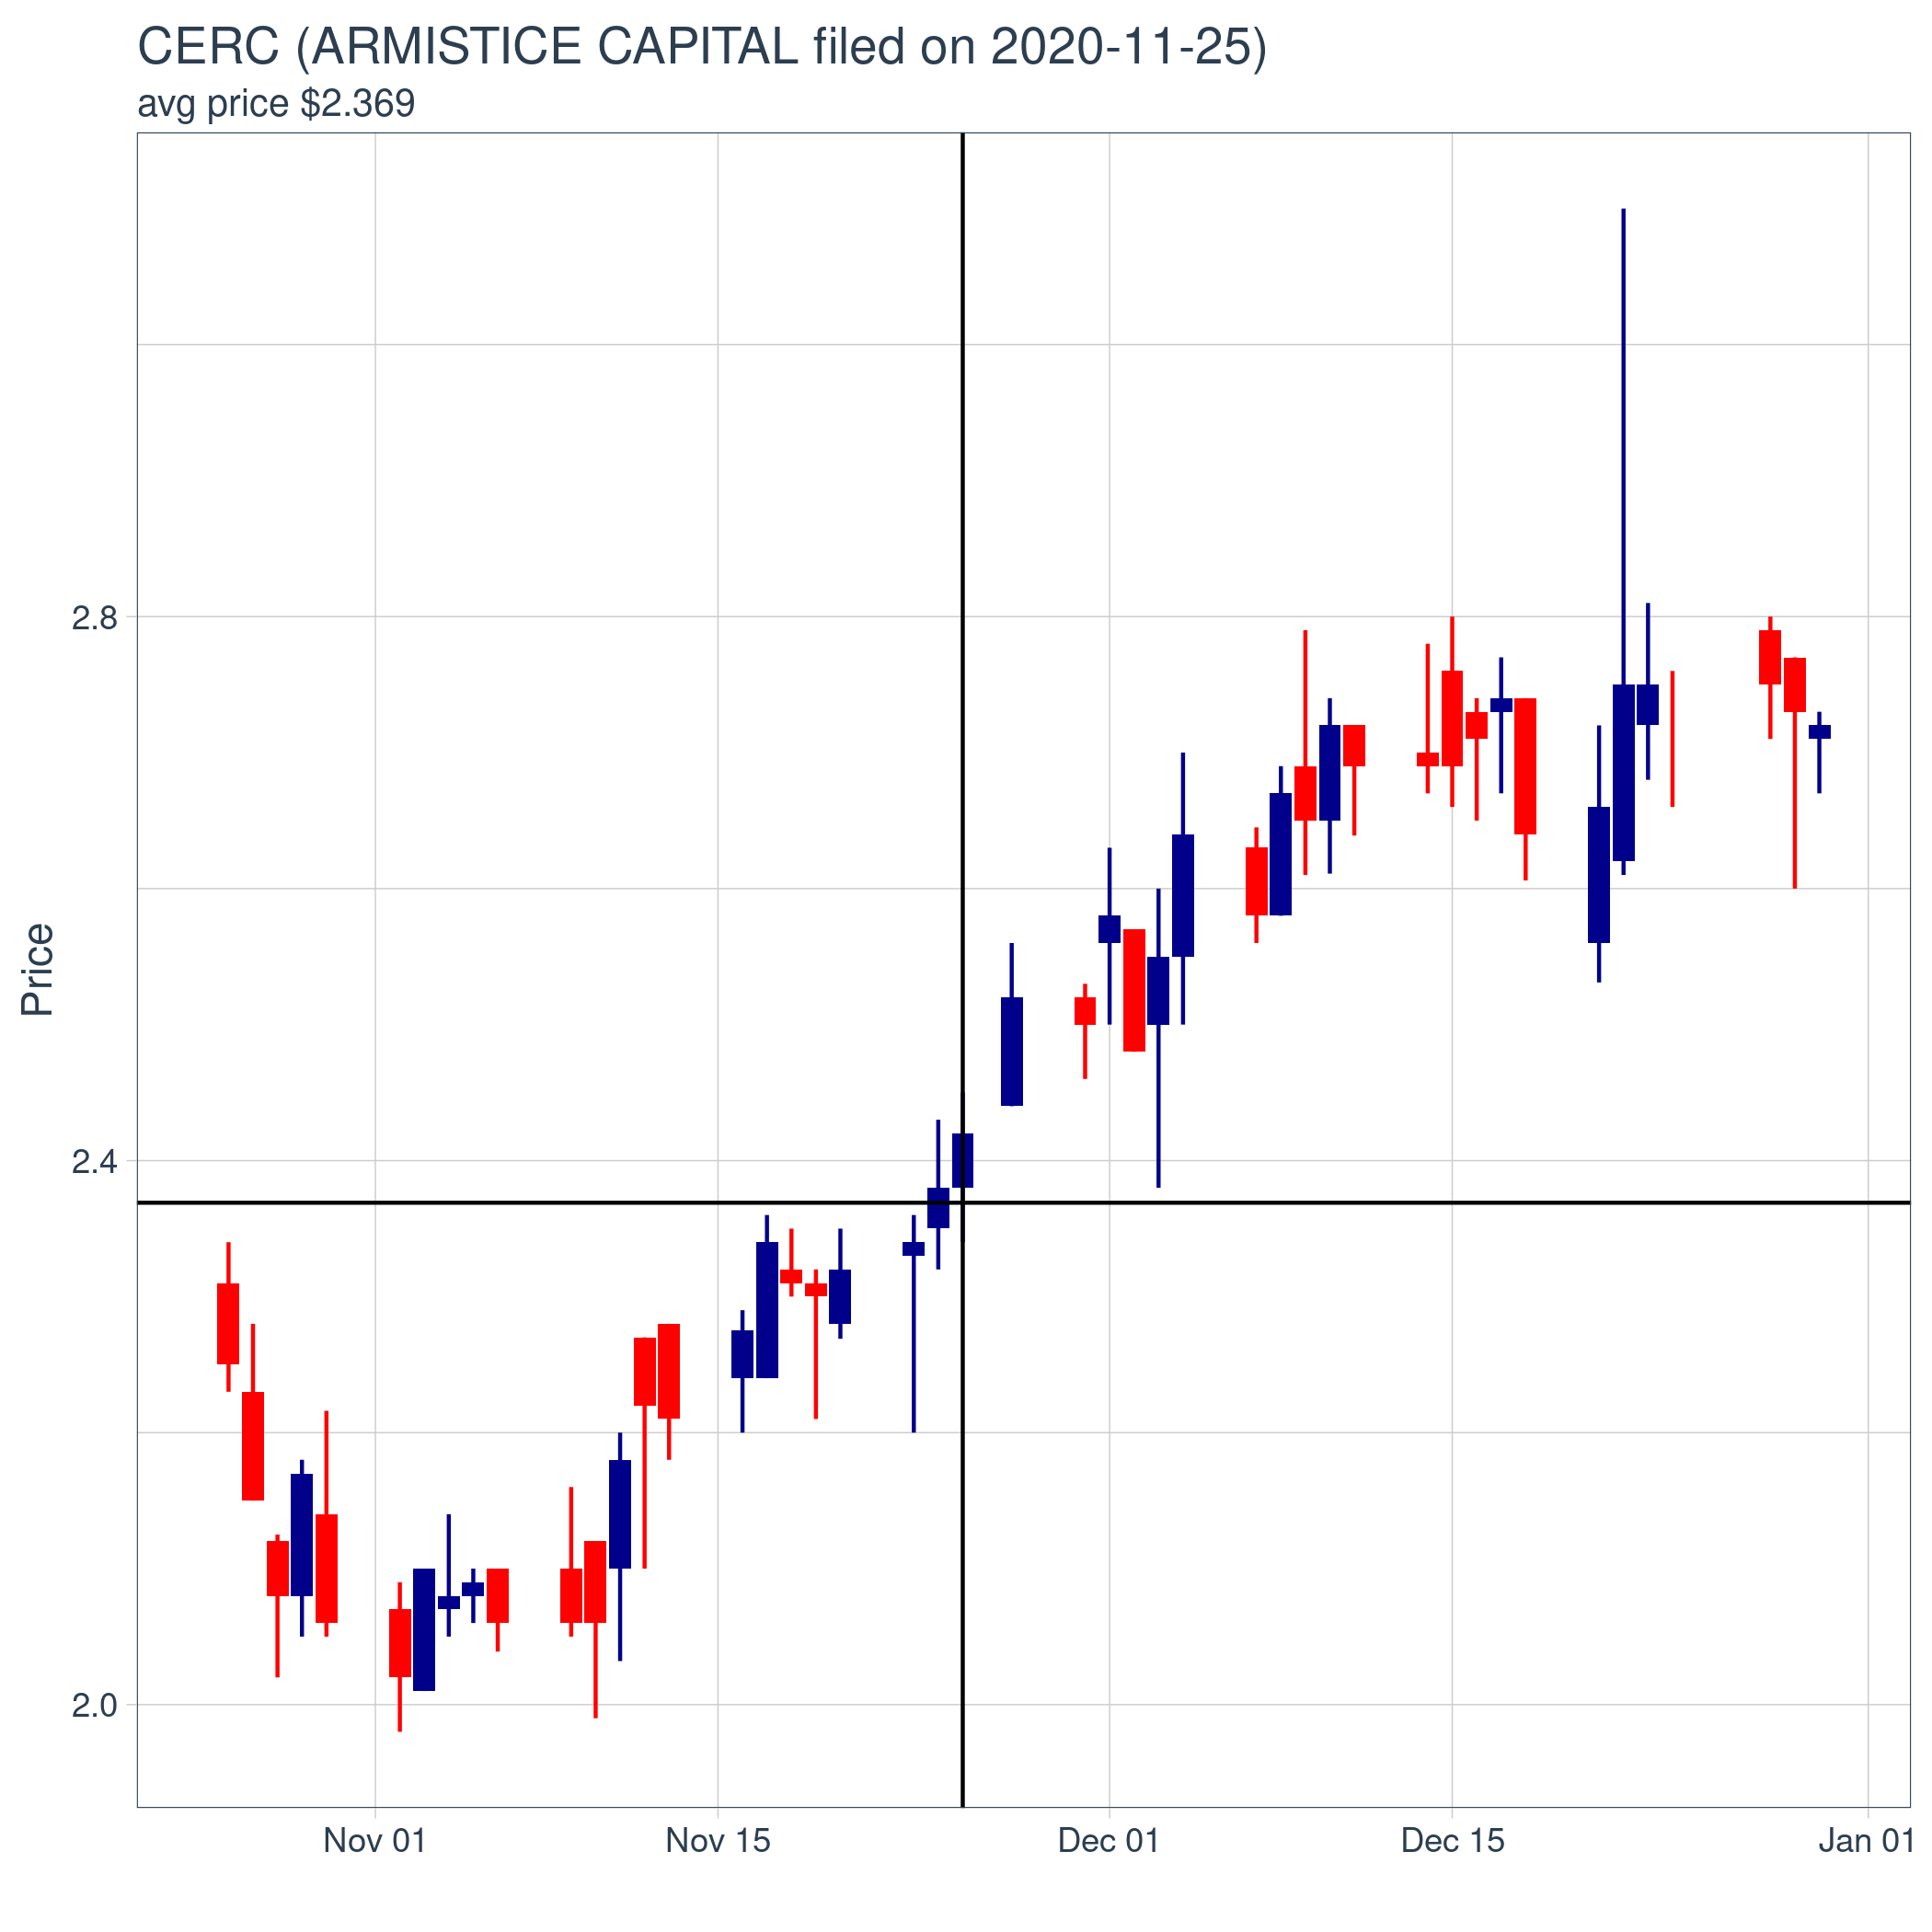 CERC (ARMISTICE CAPITAL filed on 2020-11-25)
avg price $2.369
Price
2.8
2.4
2.0
Nov 01 Nov 15 Dec 01 Dec 15 Jan 01